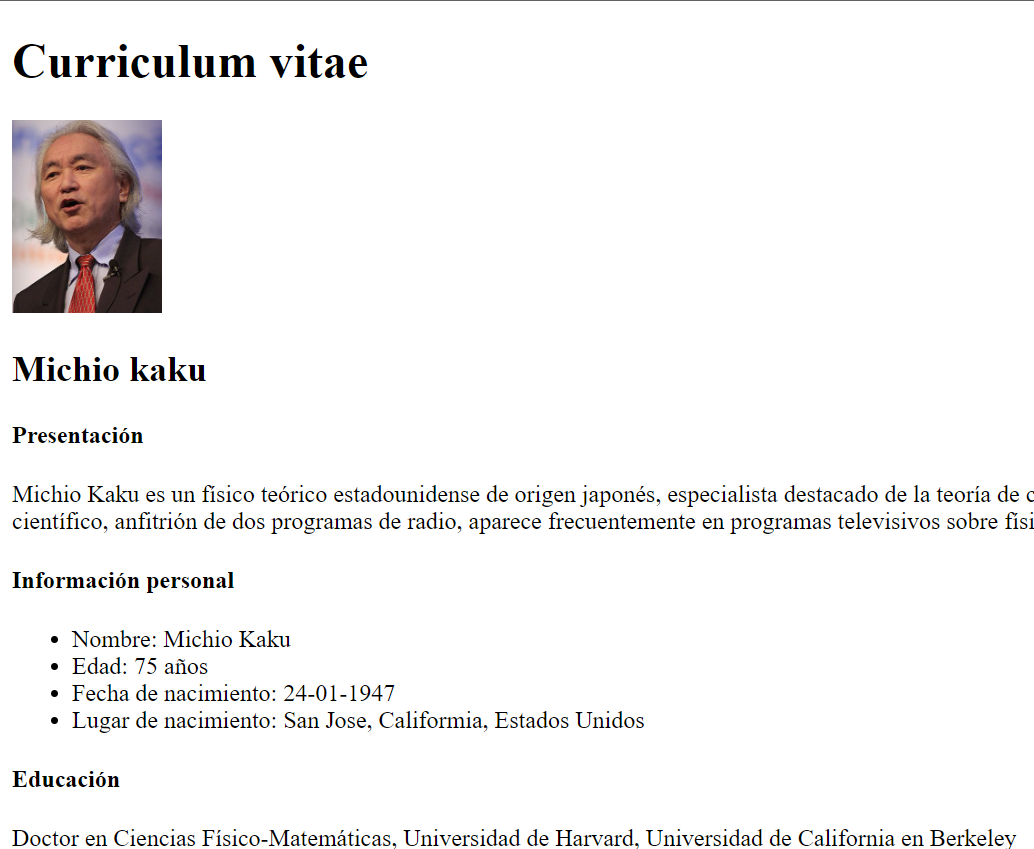 Curriculum vitae
Michio kaku
Presentación
Michio Kaku es un físico teórico estadounidense de origen japonés, especialista destacado de la teoría de
científico, anfitrión de dos programas de radio, aparece frecuentemente en programas televisivos sobre
Información personal
Nombre: Michio Kaku
Edad: 75 años
Fecha de nacimiento: 24-01-1947
Lugar de nacimiento: San Jose, Califormia, Estados Unidos
Educación
Doctor en Ciencias Físico-Matemáticas, Universidad de Harvard, Universidad de California en Berkeley